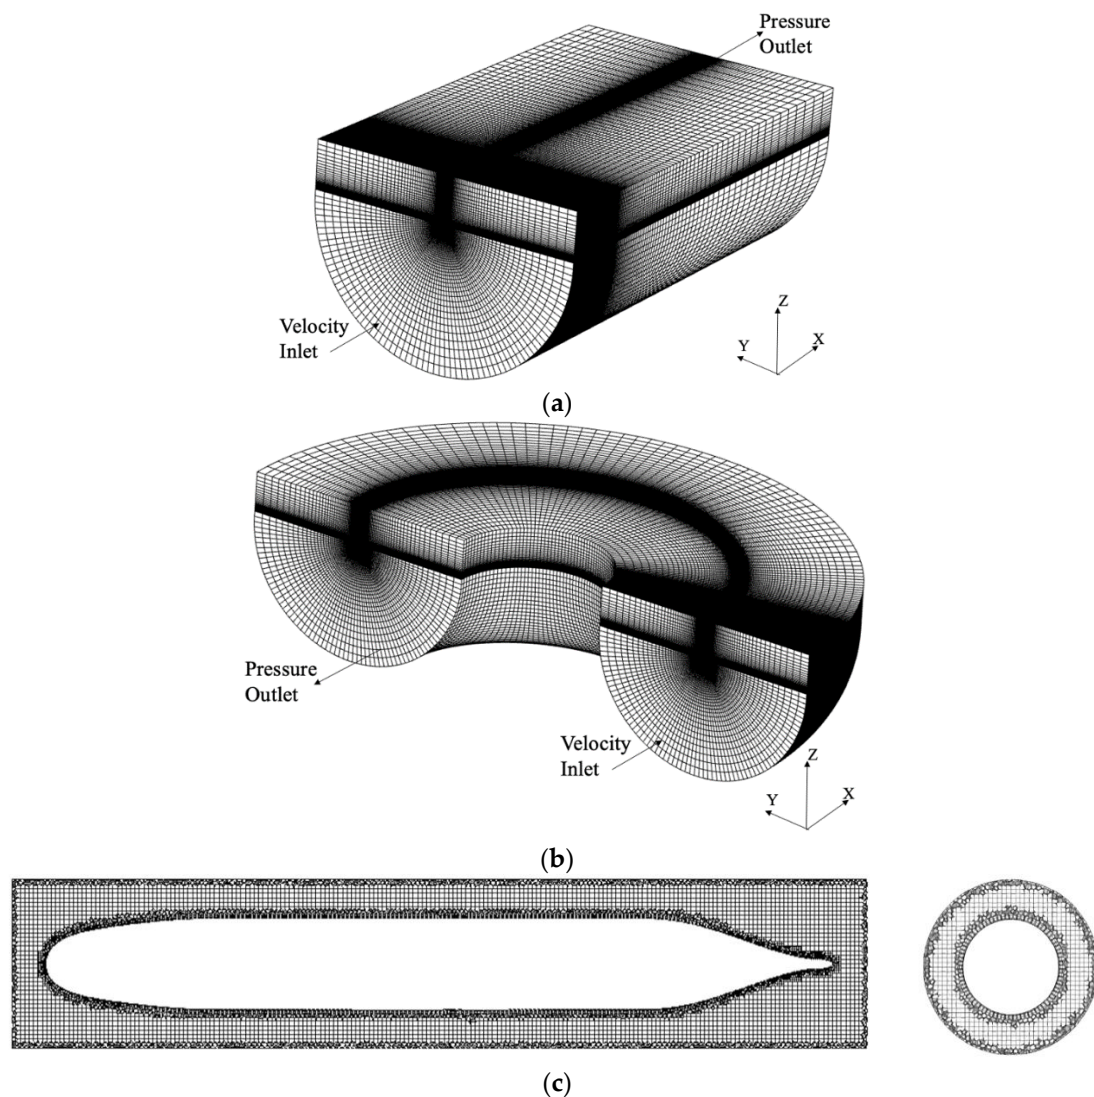 Pressure
Outlet
Velocity
Inlet
Z
Y
X
(a)
Pressure
Outlet
Velocity
Inlet
Z
Y
X
(b)
(c)